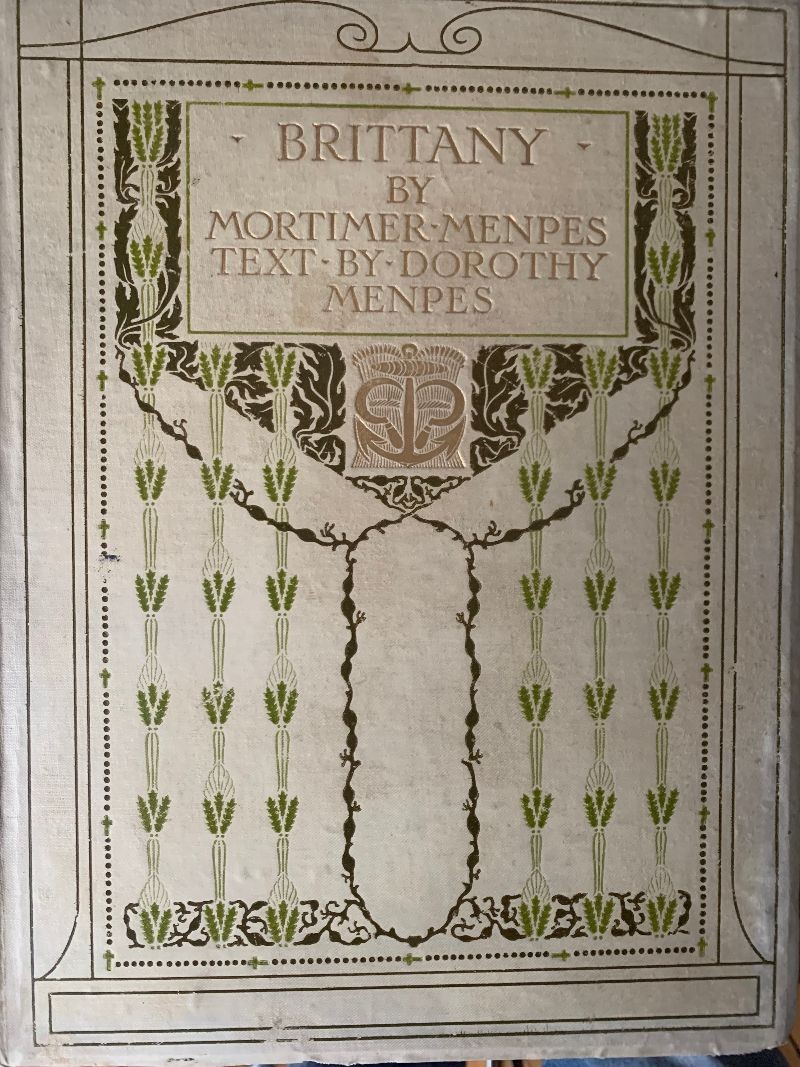 · BRITTANY ·
BY
MORTIMER·MENPES
TEXT·BY·DOROTHY
MENPES